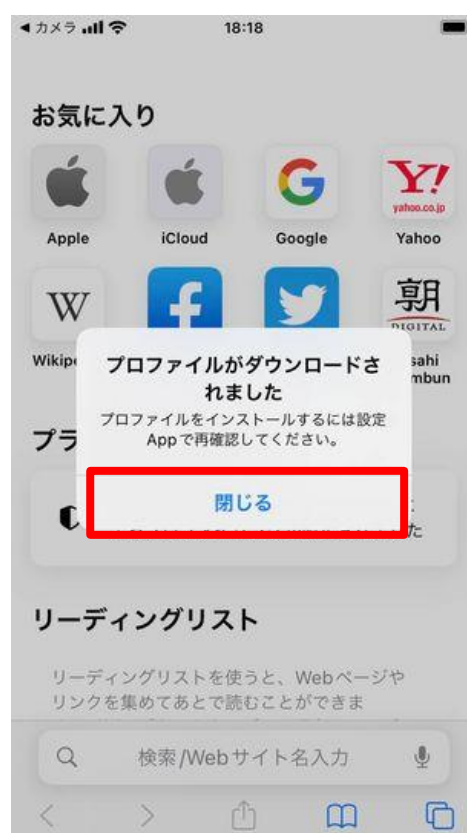 ◀カメラ
18:18
お気に入り
Y!
yahoo.co.jp
Apple
iCloud
Google
Yahoo
W
朝
DIGITAL
プロファイルがダウンロードさ
れました
プロファイルをインストールするには設定
Appで再確認してください。
閉じる
リーディングリスト
リーディングリストを使うと、Webページや
リンクを集めてあとで読むことができま
検索/Webサイト名入力